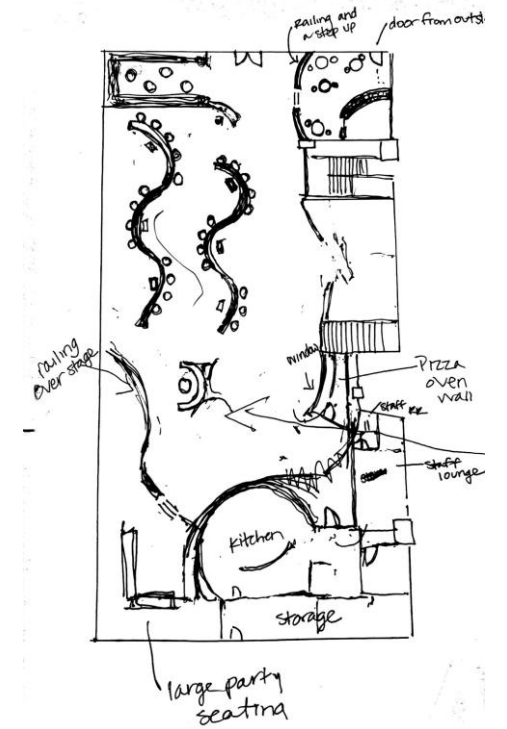 railing and
a step up
door from outsi
railing
over stage
window
Pizza
oven
wall
staff RR
staff
lounge
Kitchen
storage
large party
seating